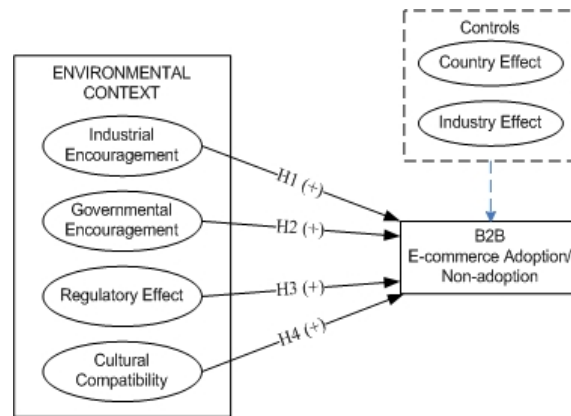 ENVIRONMENTAL
CONTEXT
Industrial
Encouragement
Governmental
Encouragement
Regulatory Effect
Cultural
Compatibility
H1 (+)
H2 (+)
H3 (+)
H4 (+)
Controls
Country Effect
Industry Effect
B2B
E-commerce Adoption/
Non-adoption